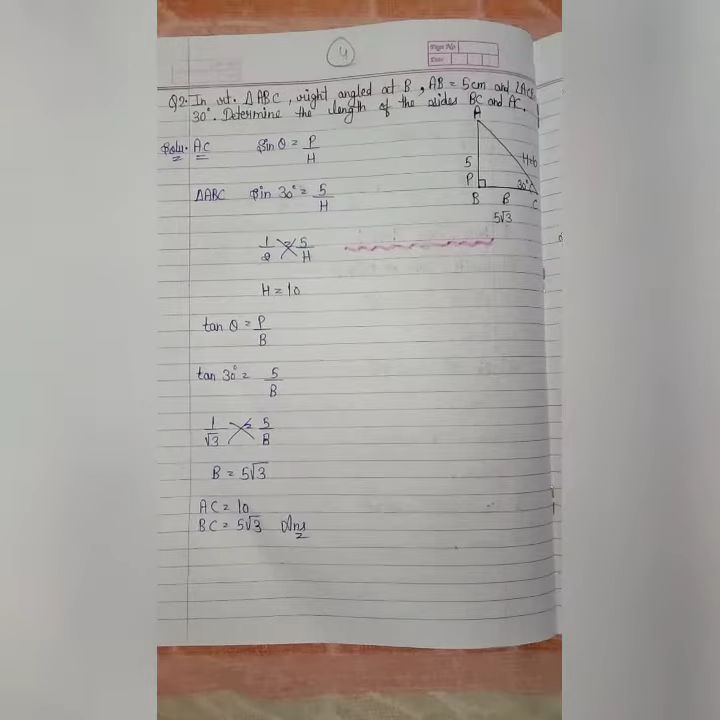 4
Page No
Date
Q2. In rt. ΔABC, right angled at B, AB = 5cm and ∠ACB
30°. Determine the length of the sides BC and AC.
Solu. AC sin θ = P/H
ΔABC sin 30° = 5/H
1/2 = 5/H
H = 10
tan θ = P/B
tan 30° = 5/B
1/√3 = 5/B
B = 5√3
AC = 10
BC = 5√3 Ans
A
5
P
30°
B B C
5√3